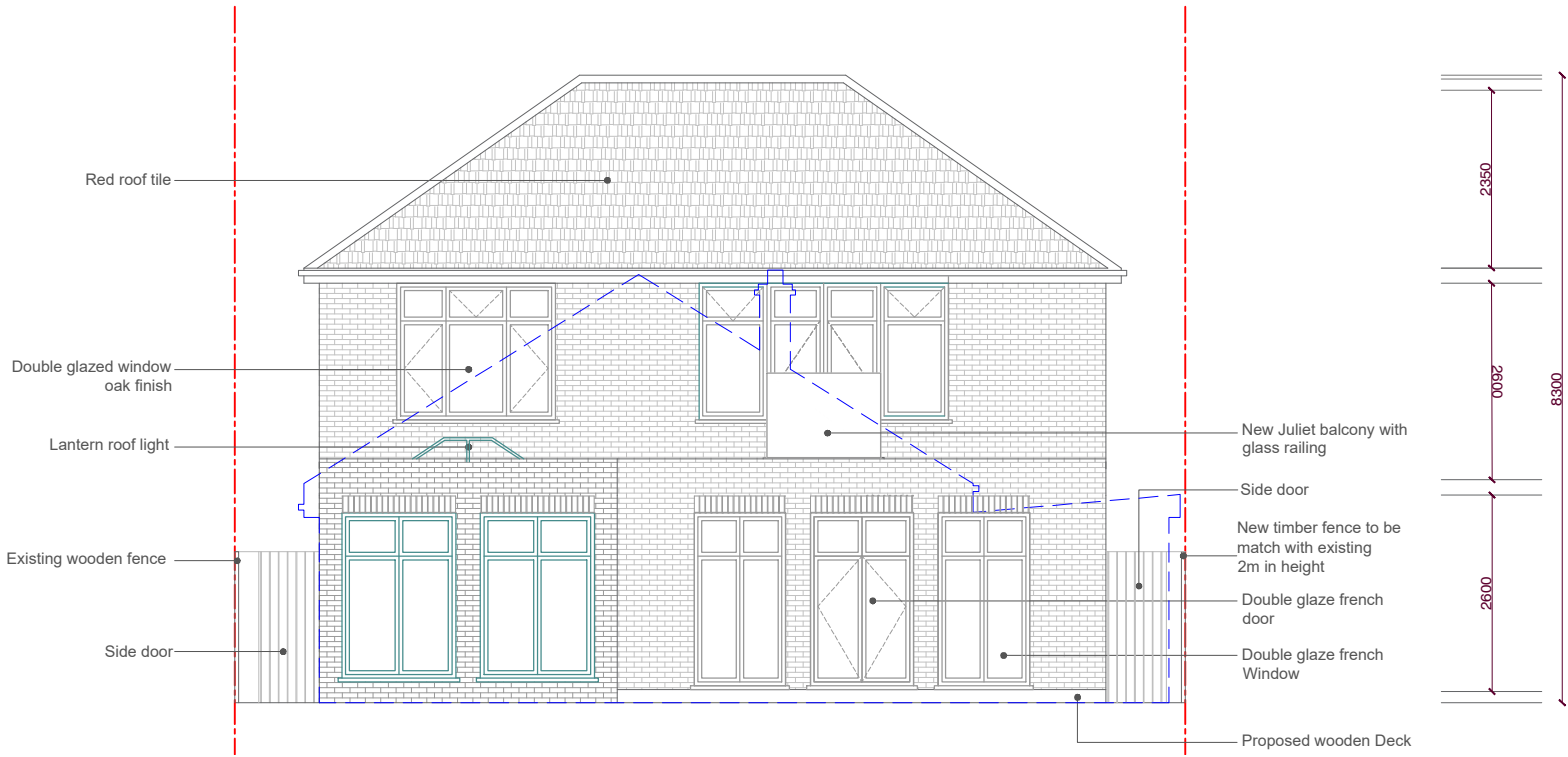 Red roof tile
Double glazed window
oak finish
Lantern roof light
Existing wooden fence
Side door
New Juliet balcony with
glass railing
Side door
New timber fence to be
match with existing
2m in height
Double glaze french
door
Double glaze french
Window
Proposed wooden Deck
2350
2600
8300
2600